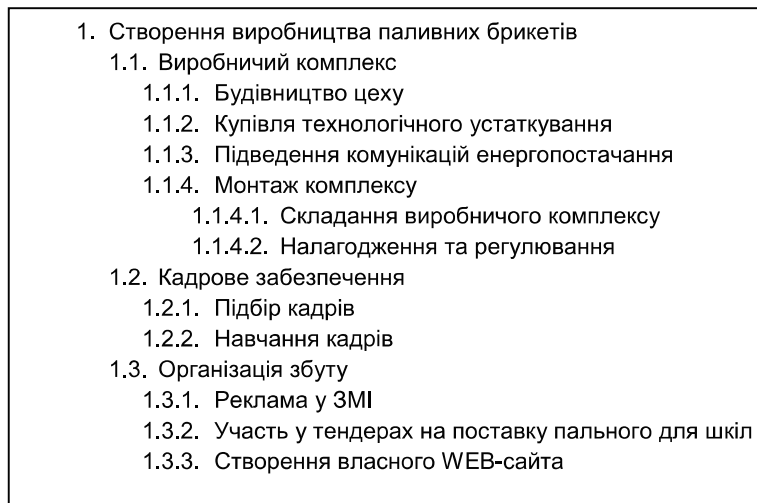 1. Створення виробництва паливних брикетів
1.1. Виробничий комплекс
1.1.1. Будівництво цеху
1.1.2. Купівля технологічного устаткування
1.1.3. Підведення комунікацій енергопостачання
1.1.4. Монтаж комплексу
1.1.4.1. Складання виробничого комплексу
1.1.4.2. Налагодження та регулювання
1.2. Кадрове забезпечення
1.2.1. Підбір кадрів
1.2.2. Навчання кадрів
1.3. Організація збуту
1.3.1. Реклама у ЗМІ
1.3.2. Участь у тендерах на поставку пального для шкіл
1.3.3. Створення власного WEB-сайта